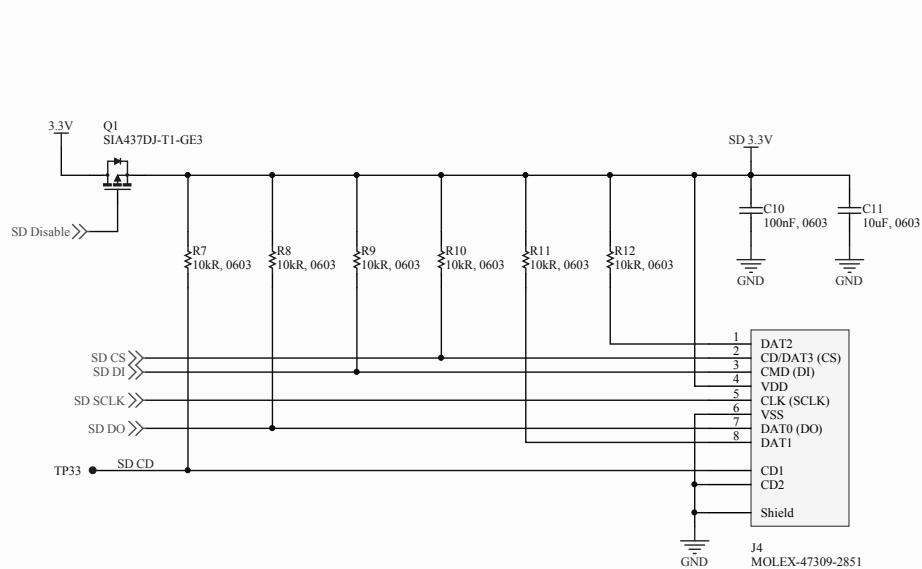 3.3V
Q1
SIA437DJ-T1-GE3
SD 3.3V
SD Disable
C10
100nF, 0603
C11
10uF, 0603
R7
10kR, 0603
R8
10kR, 0603
R9
10kR, 0603
R10
10kR, 0603
R11
10kR, 0603
R12
10kR, 0603
GND
GND
1
DAT2
SD CS
2
CD/DAT3 (CS)
SD DI
3
CMD (DI)
4
VDD
SD SCLK
5
CLK (SCLK)
6
VSS
SD DO
7
DAT0 (DO)
8
DAT1
TP33
SD CD
CD1
CD2
Shield
GND
J4
MOLEX-47309-2851